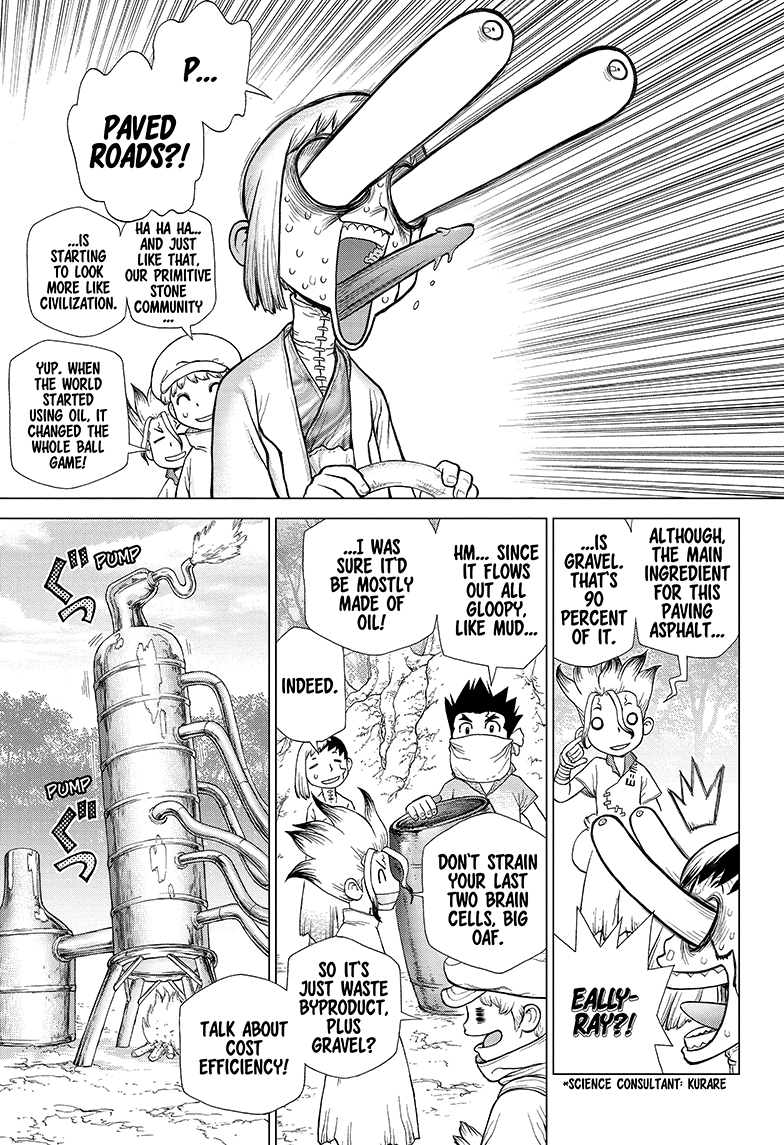 P...
PAVED
ROADS?!
HA HA HA...
AND JUST
LIKE THAT,
OUR PRIMITIVE
STONE
COMMUNITY
...
...IS
STARTING
TO LOOK
MORE LIKE
CIVILIZATION.
YUP. WHEN
THE WORLD
STARTED
USING OIL, IT
CHANGED THE
WHOLE BALL
GAME!
ALTHOUGH,
THE MAIN
INGREDIENT
FOR THIS
PAVING
ASPHALT...
...IS
GRAVEL.
THAT'S
90
PERCENT
OF IT.
EALLY-
RAY?!
*SCIENCE CONSULTANT: KURARE
HM... SINCE
IT FLOWS
OUT ALL
GLOOPY,
LIKE MUD...
...I WAS
SURE IT'D
BE MOSTLY
MADE OF
OIL!
INDEED.
DON'T STRAIN
YOUR LAST
TWO BRAIN
CELLS, BIG
OAF.
SO IT'S
JUST WASTE
BYPRODUCT,
PLUS
GRAVEL?
TALK ABOUT
COST
EFFICIENCY!
ぐっ
PUMP
PUMP
ぐっ